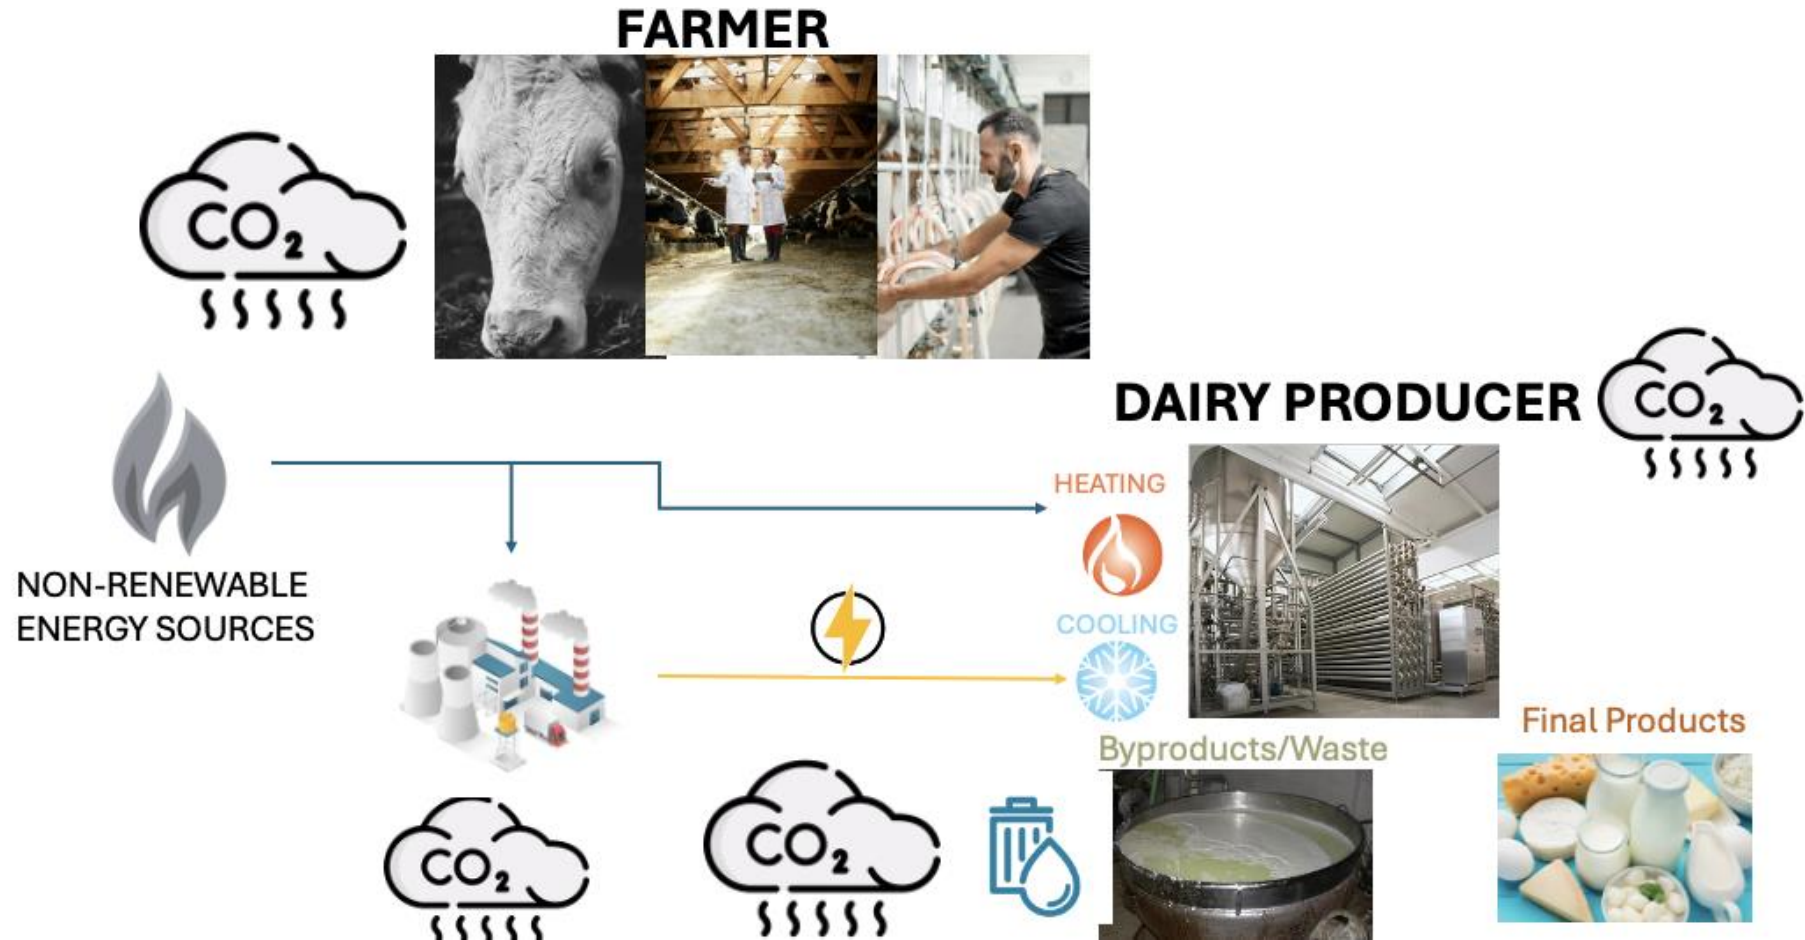 FARMER
CO2
DAIRY PRODUCER
CO2
HEATING
NON-RENEWABLE
ENERGY SOURCES
COOLING
Final Products
Byproducts/Waste
CO2
CO2